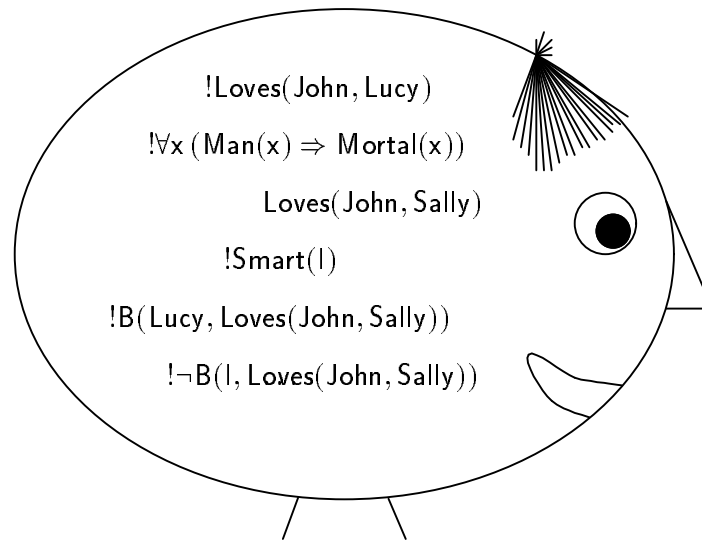 !Loves(John, Lucy)
!∀x (Man(x) ⇒ Mortal(x))
Loves(John, Sally)
!Smart(I)
!B(Lucy, Loves(John, Sally))
!¬B(I, Loves(John, Sally))